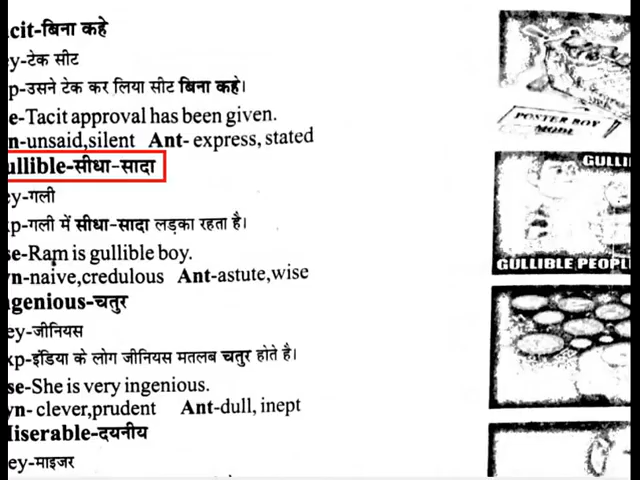 cit-बिना कहे
ey-टेक सीट
p-उसने टेक कर लिया सीट बिना कहे।
e-Tacit approval has been given.
n-unsaid,silent Ant- express, stated
ullible-सीधा-सादा
ey-गली
xp-गली में सीधा-सादा लड़का रहता है।
se-Ram is gullible boy.
yn-naive,credulous Ant-astute,wise
ngenious-चतुर
ey-जीनियस
xp-इंडिया के लोग जीनियस मतलब चतुर होते है।
se-She is very ingenious.
yn- clever,prudent Ant-dull, inept
Miserable-दयनीय
ey-माइजर
POSTER BOY
MODI
GULLI
GULLIBLE PEOPL